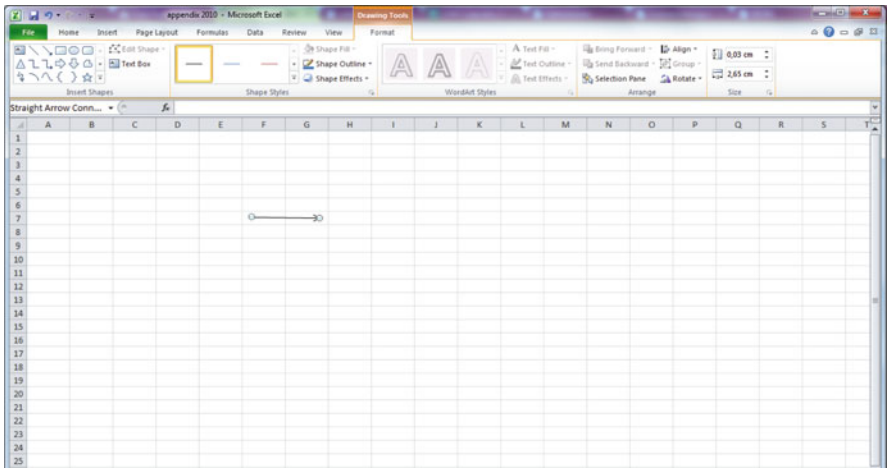 appendix 2010 - Microsoft Excel
Drawing Tools
File Home Insert Page Layout Formulas Data Review View Format
Edit Shape
Text Box
Insert Shapes
Shape Fill
Shape Outline
Shape Effects
Shape Styles
A A A
Text Fill
Text Outline
Text Effects
WordArt Styles
Bring Forward
Send Backward
Selection Pane
Align
Group
Rotate
Arrange
0,03 cm
2,65 cm
Size
Straight Arrow Conn... fx
A B C D E F G H I J K L M N O P Q R S T
1
2
3
4
5
6
7
8
9
10
11
12
13
14
15
16
17
18
19
20
21
22
23
24
25